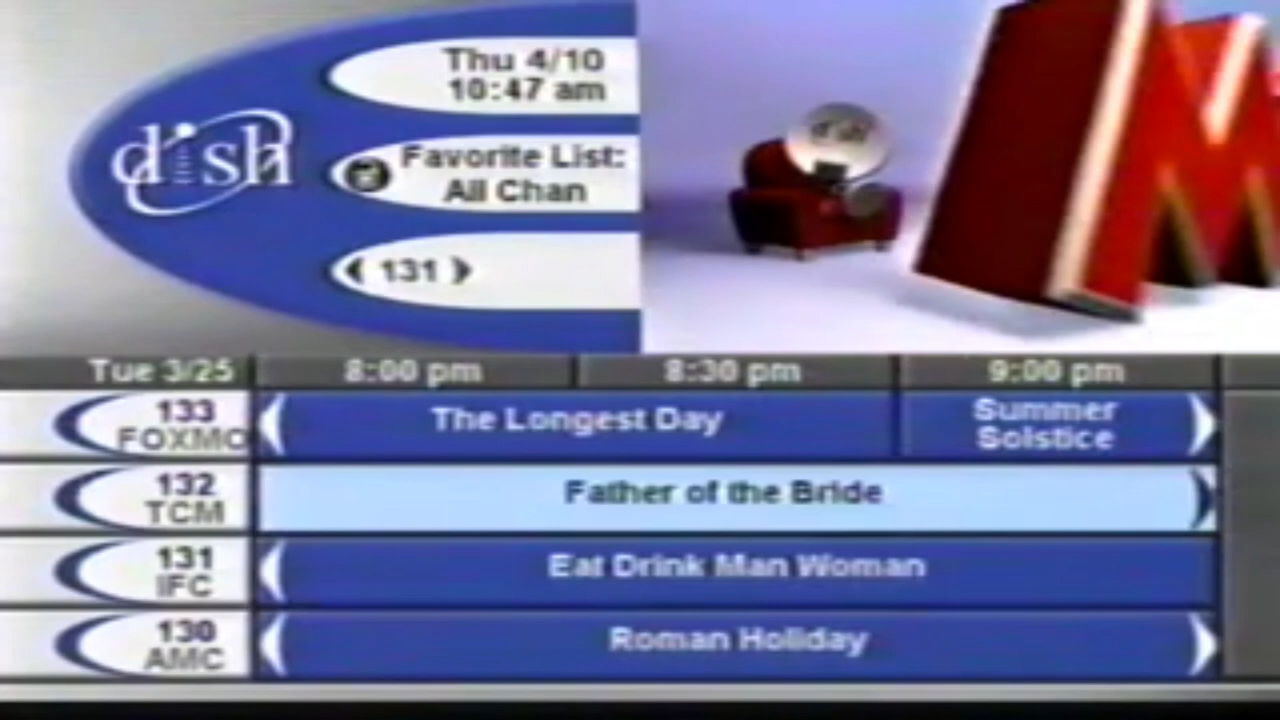 Thu 4/10
10:47 am
dish
Favorite List:
All Chan
131
M
Tue 3/25
8:00 pm
8:30 pm
9:00 pm
133
FOXMO
The Longest Day
Summer
Solstice
132
TCM
Father of the Bride
131
IFC
Eat Drink Man Woman
130
AMC
Roman Holiday